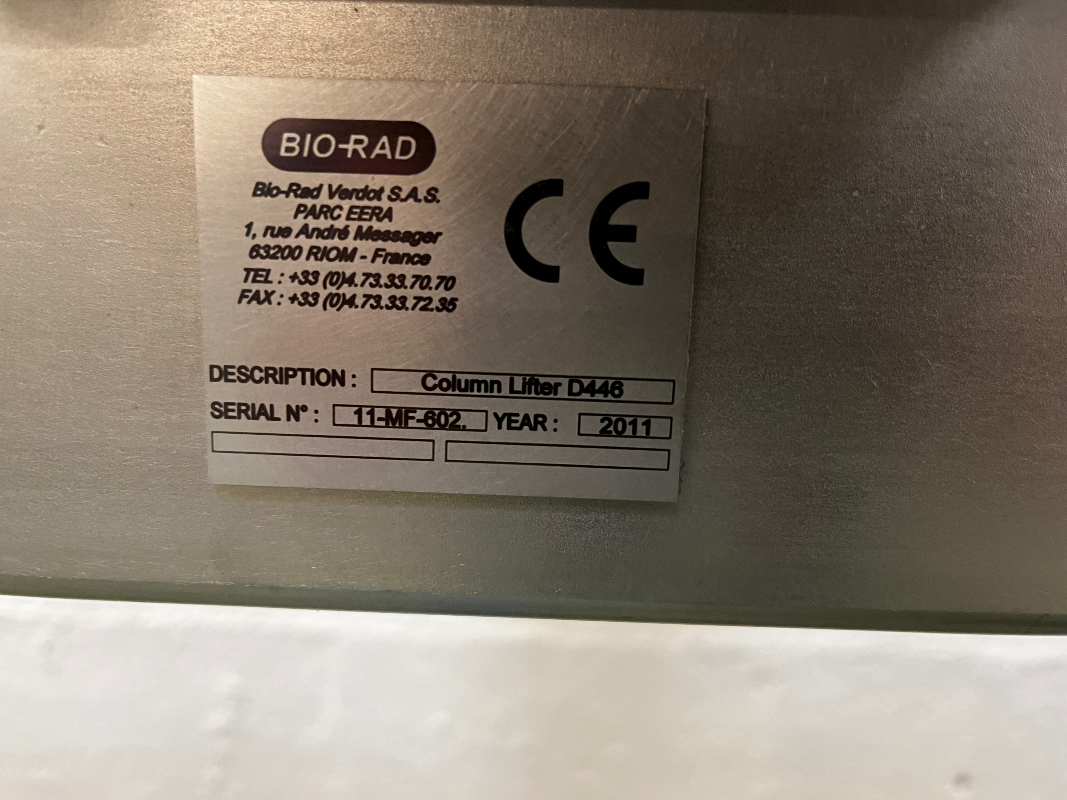 BIO-RAD
Bio-Rad Verdot S.A.S.
PARC EERA
1, rue André Messager
63200 RIOM - France
TEL : +33 (0)4.73.33.70.70
FAX : +33 (0)4.73.33.72.35
CE
DESCRIPTION : Column Lifter D446
SERIAL N° : 11-MF-602. YEAR : 2011